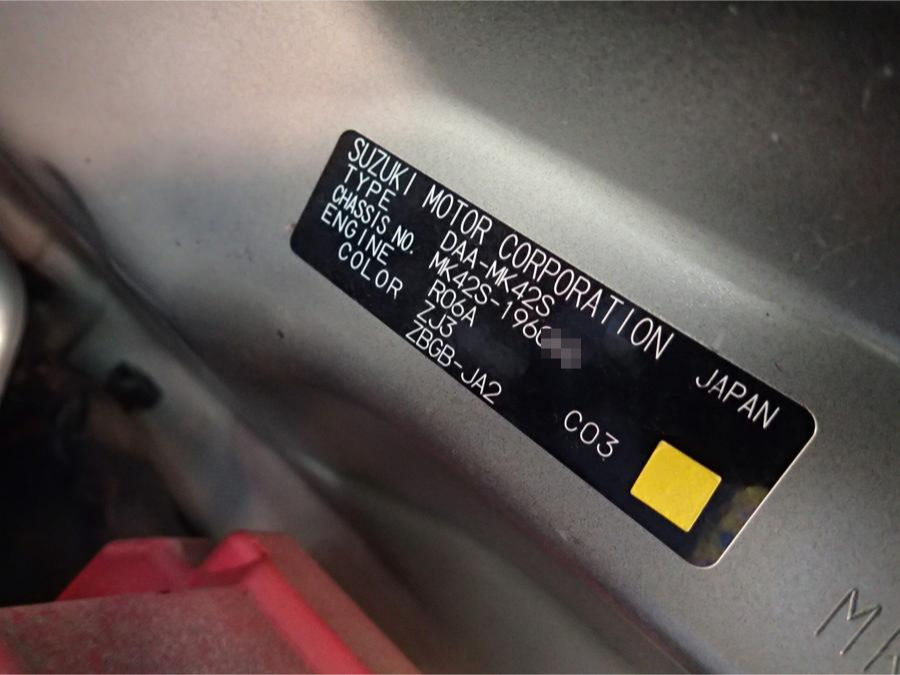 SUZUKI MOTOR CORPORATION JAPAN
TYPE DAA-MK42S
CHASSIS NO. MK42S-196
ENGINE R06A
COLOR ZJ3
ZBGB-JA2 C03